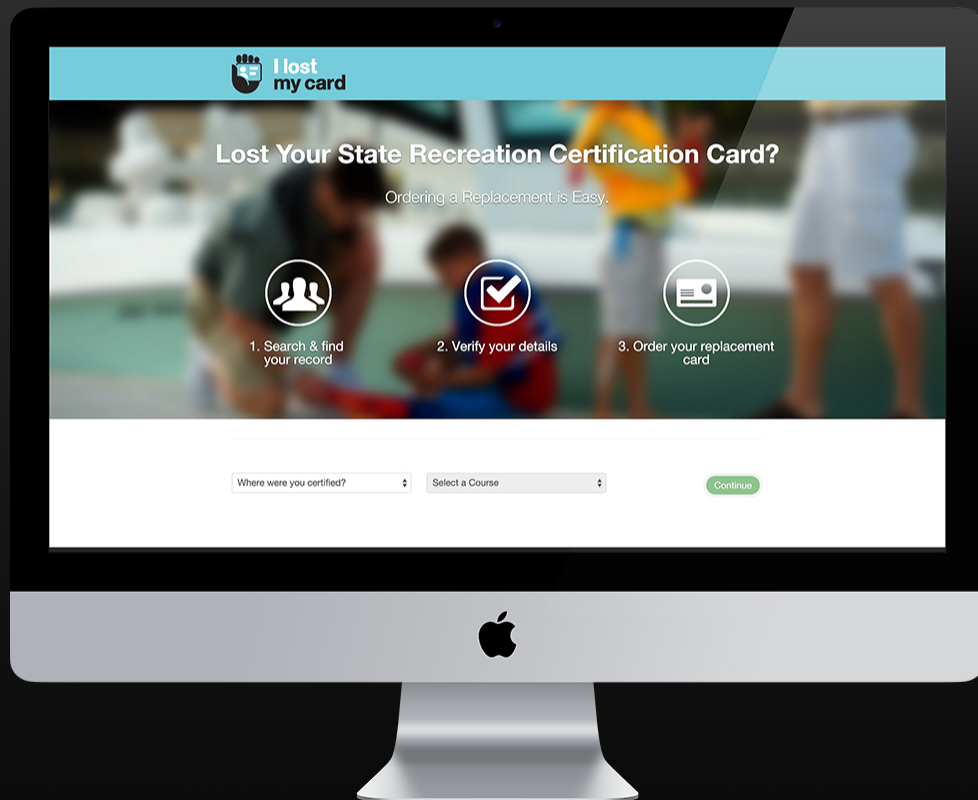 I lost
my card
Lost Your State Recreation Certification Card?
Ordering a Replacement is Easy.
1. Search & find
your record
2. Verify your details
3. Order your replacement
card
Where were you certified?
Select a Course
Continue